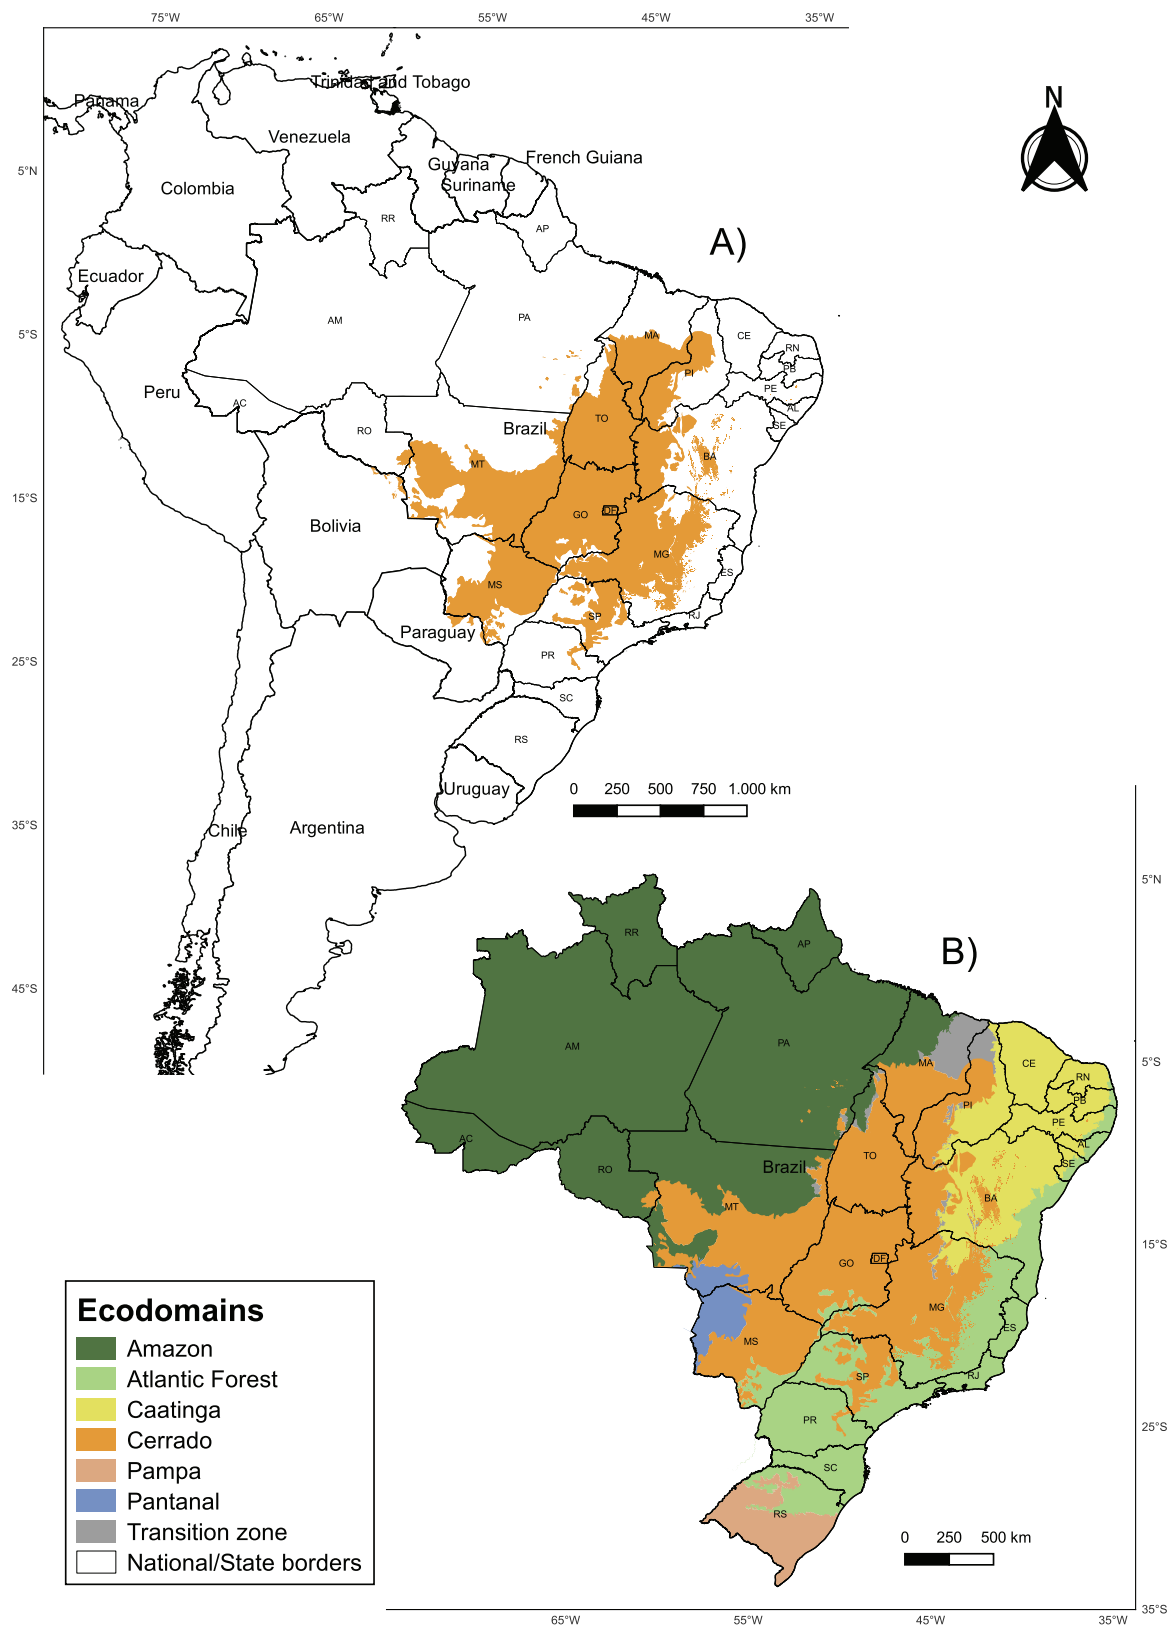 75°W 65°W 55°W 45°W 35°W
Trinidad and Tobago
Panama
N
Venezuela
French Guiana
Guyana
5°N
Suriname
Colombia
RR
AP
A)
Ecuador
AM
PA
5°S
MA
CE
RN
PB
PI
PE
Peru
AC
AL
TO
SE
RO
Brazil
BA
MT
15°S
GO
DF
Bolivia
MG
ES
MS
RJ
SP
Paraguay
PR
25°S
SC
RS
Uruguay
0 250 500 750 1.000 km
35°S
Chile
Argentina
5°N
RR
AP
B)
45°S
AM
PA
MA
CE
5°S
RN
PB
PI
PE
AC
AL
TO
SE
RO
Brazil
BA
MT
15°S
GO
DF
MG
ES
MS
RJ
SP
PR
25°S
SC
RS
0 250 500 km
Ecodomains
Amazon
Atlantic Forest
Caatinga
Cerrado
Pampa
Pantanal
Transition zone
National/State borders
35°S
65°W 55°W 45°W 35°W